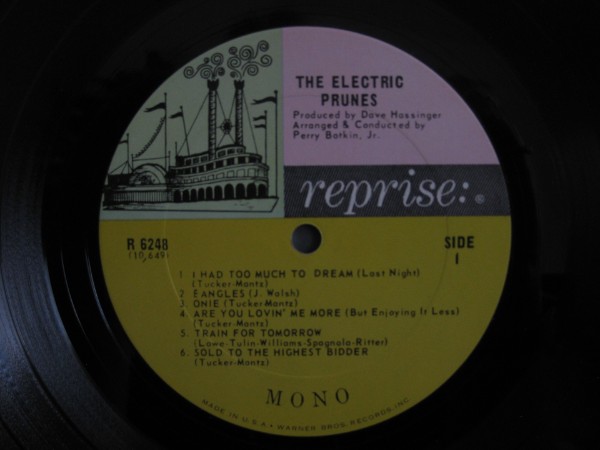 THE ELECTRIC
PRUNES
Produced by Dave Hassinger
Arranged & Conducted by
Perry Botkin, Jr.
reprise: ®
R 6248
(10,649)
SIDE
1
1. I HAD TOO MUCH TO DREAM (Last Night)
(Tucker-Mantz)
2. BANGLES (J. Walsh)
3. ONIE (Tucker-Mantz)
4. ARE YOU LOVIN' ME MORE (But Enjoying It Less)
(Tucker-Mantz)
5. TRAIN FOR TOMORROW
(Lowe-Tulin-Williams-Spagnola-Ritter)
6. SOLD TO THE HIGHEST BIDDER
(Tucker-Mantz)
MONO
MADE IN U.S.A. • WARNER BROS. RECORDS, INC.